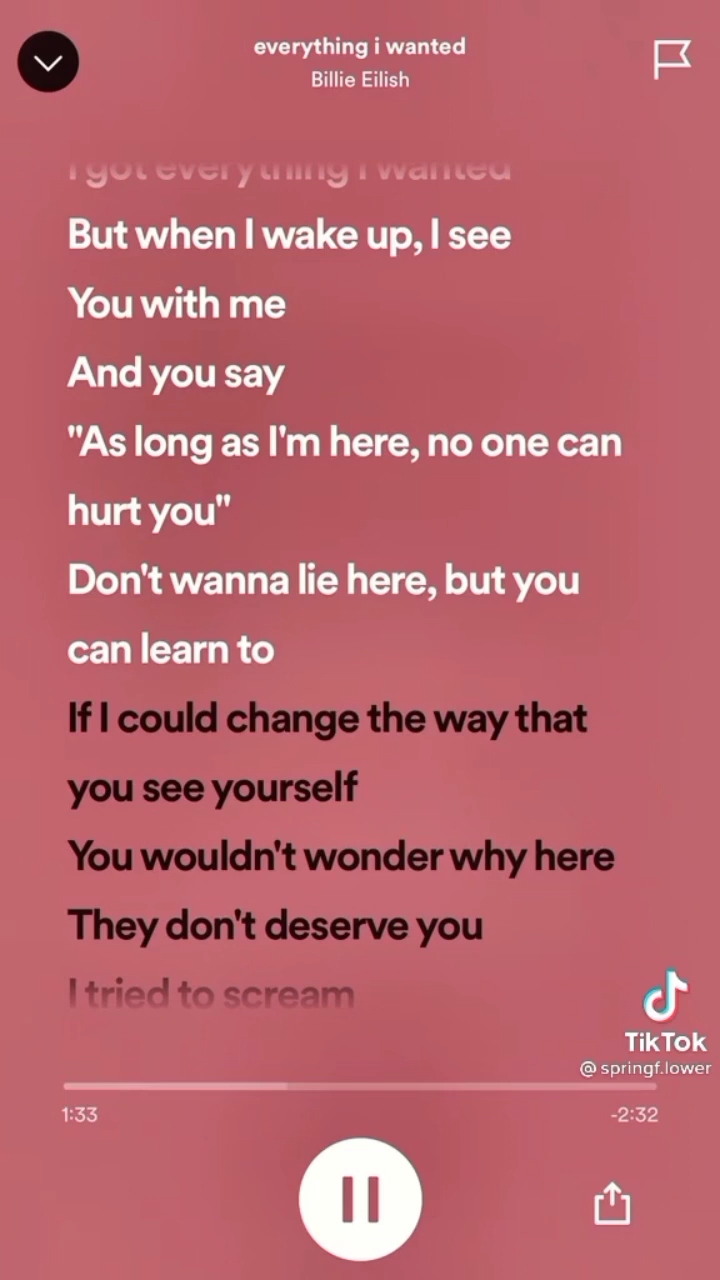 everything i wanted
Billie Eilish
I got everything I wanted
But when I wake up, I see
You with me
And you say
"As long as I'm here, no one can
hurt you"
Don't wanna lie here, but you
can learn to
If I could change the way that
you see yourself
You wouldn't wonder why here
They don't deserve you
I tried to scream
TikTok
@springf.lower
1:33
-2:32